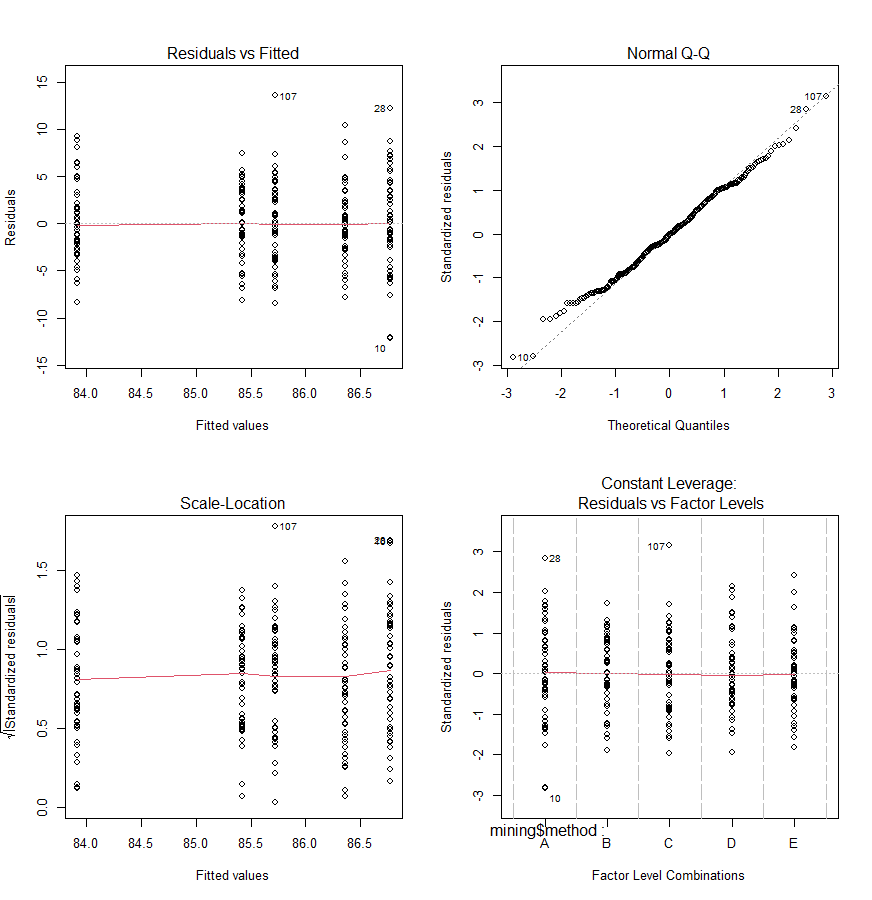 Residuals vs Fitted
Residuals
15
10
5
0
-5
-10
-15
107
28
10
84.0 84.5 85.0 85.5 86.0 86.5
Fitted values
Normal Q-Q
Standardized residuals
3
2
1
0
-1
-2
-3
107
28
10
-3 -2 -1 0 1 2 3
Theoretical Quantiles
Scale-Location
√|Standardized residuals|
1.5
1.0
0.5
0.0
107
84.0 84.5 85.0 85.5 86.0 86.5
Fitted values
Constant Leverage:
Residuals vs Factor Levels
Standardized residuals
3
2
1
0
-1
-2
-3
28
107
10
mining$method :
A B C D E
Factor Level Combinations